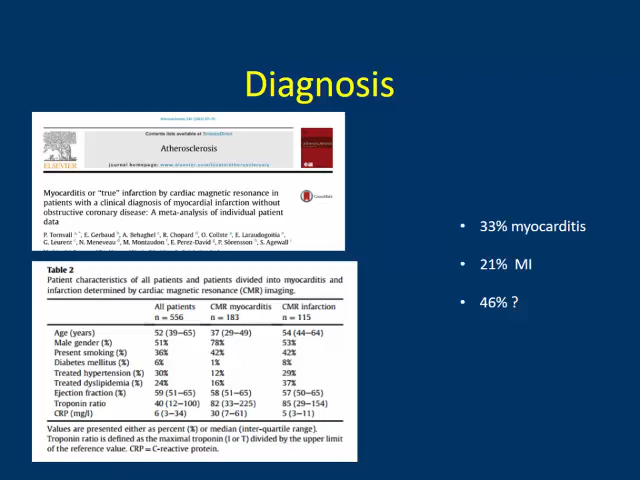 Diagnosis
Contents lists available at ScienceDirect
Atherosclerosis
journal homepage: www.elsevier.com/locate/atherosclerosis
ELSEVIER
Myocarditis or "true" infarction by cardiac magnetic resonance in
patients with a clinical diagnosis of myocardial infarction without
obstructive coronary disease: A meta-analysis of individual patient
data
CrossMark
P. Tornvall, E. Gerbaud, A. Behaghel, R. Chopard, O. Collste, E. Laraudogoitia,
G. Leurent, N. Meneveau, M. Montaudon, E. Perez-David, P. Sörensson, S. Agewall
Table 2
Patient characteristics of all patients and patients divided into myocarditis and
infarction determined by cardiac magnetic resonance (CMR) imaging.
All patients CMR myocarditis CMR infarction
n = 556 n = 183 n = 115
Age (years) 52 (39–65) 37 (29–49) 54 (44–64)
Male gender (%) 51% 78% 53%
Present smoking (%) 36% 42% 42%
Diabetes mellitus (%) 6% 1% 8%
Treated hypertension (%) 30% 12% 29%
Treated dyslipidemia (%) 24% 16% 37%
Ejection fraction (%) 59 (51–65) 58 (51–65) 57 (50–65)
Troponin ratio 40 (12–100) 82 (33–225) 85 (29–154)
CRP (mg/l) 6 (3–34) 30 (7–61) 5 (3–11)
Values are presented either as percent (%) or median (inter-quartile range).
Troponin ratio is defined as the maximal troponin (I or T) divided by the upper limit
of the reference value. CRP = C-reactive protein.
• 33% myocarditis
• 21% MI
• 46% ?